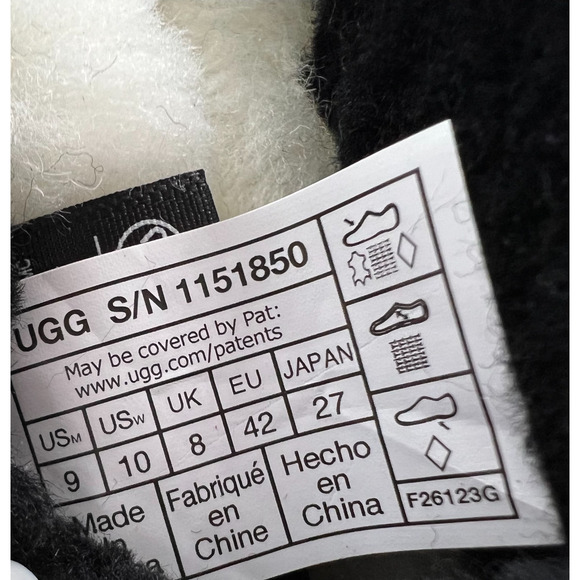 UGG S/N 1151850
May be covered by Pat:
www.ugg.com/patents
USM USW UK EU JAPAN
9 10 8 42 27
Made
Fabriqué
en
Chine
Hecho
en
China
F26123G